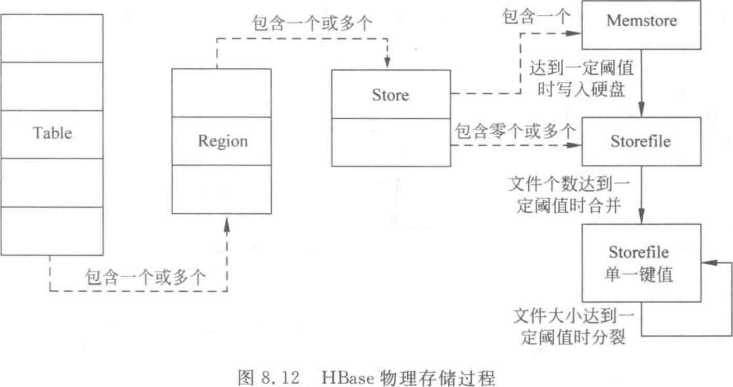 包含一个或多个
包含一个
Memstore
达到一定阈值
时写入硬盘
Table
Region
Store
包含零个或多个
Storefile
文件个数达到一
定阈值时合并
包含一个或多个
Storefile
单一键值
文件大小达到一
定阈值时分裂
图 8.12 HBase 物理存储过程